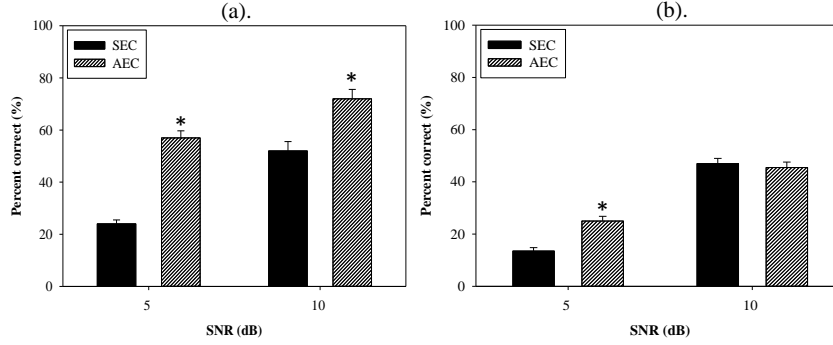 (a).
Percent correct (%)
100
80
60
40
20
0
SEC
AEC
*
*
5
10
SNR (dB)
(b).
Percent correct (%)
100
80
60
40
20
0
SEC
AEC
*
5
10
SNR (dB)